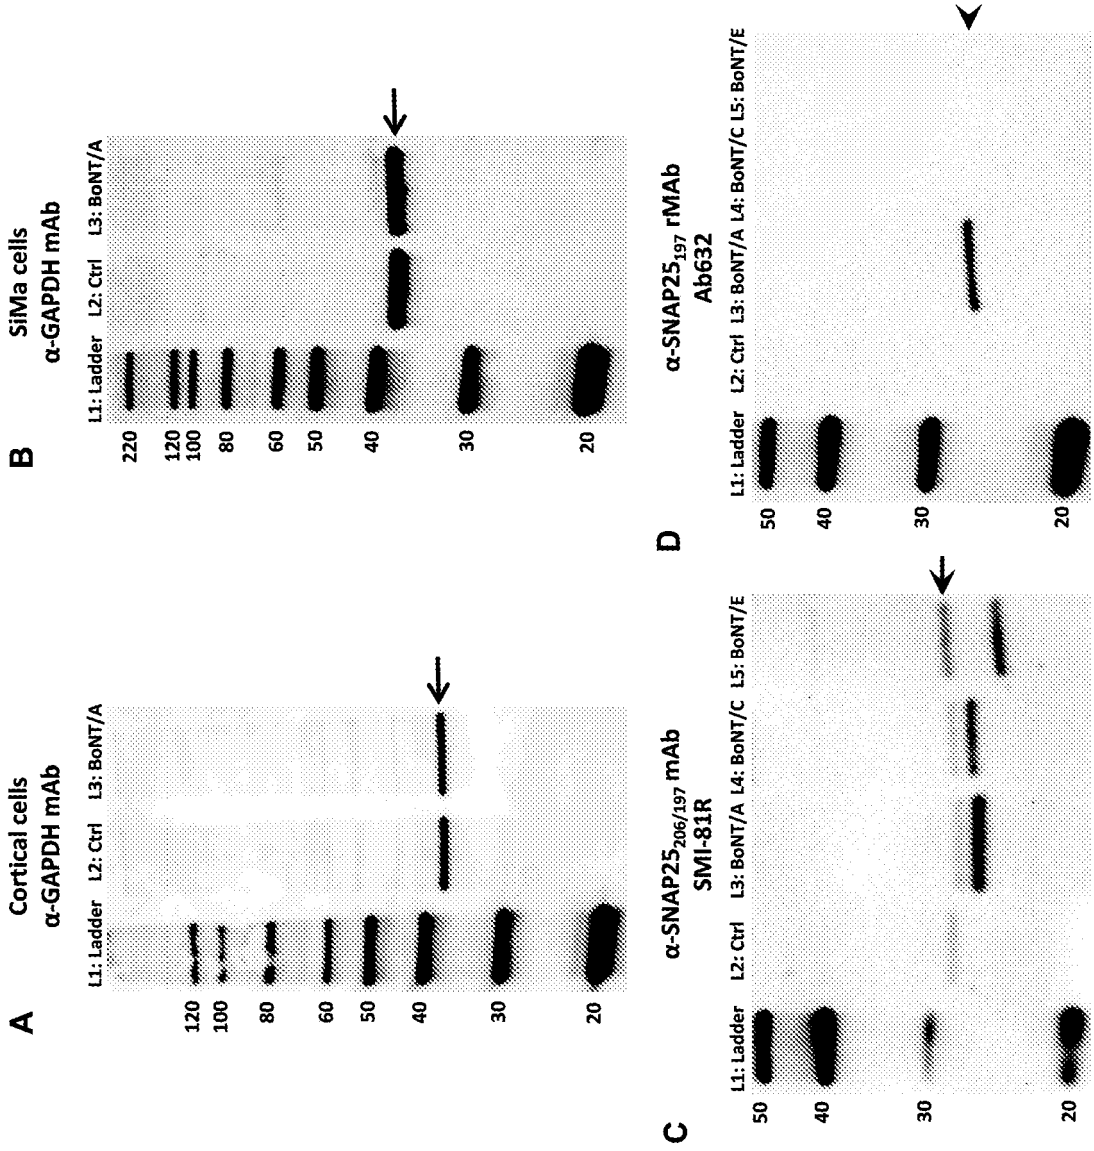 A
Cortical cells
α-GAPDH mAb
L1: Ladder L2: Ctrl L3: BoNT/A
120
100
80
60
50
40
30
20
B
SiMa cells
α-GAPDH mAb
L1: Ladder L2: Ctrl L3: BoNT/A
220
120
100
80
60
50
40
30
20
C
α-SNAP25206/197 mAb
SMI-81R
L1: Ladder L2: Ctrl L3: BoNT/A L4: BoNT/C L5: BoNT/E
50
40
30
20
D
α-SNAP25197 rMAb
Ab632
L1: Ladder L2: Ctrl L3: BoNT/A L4: BoNT/C L5: BoNT/E
50
40
30
20